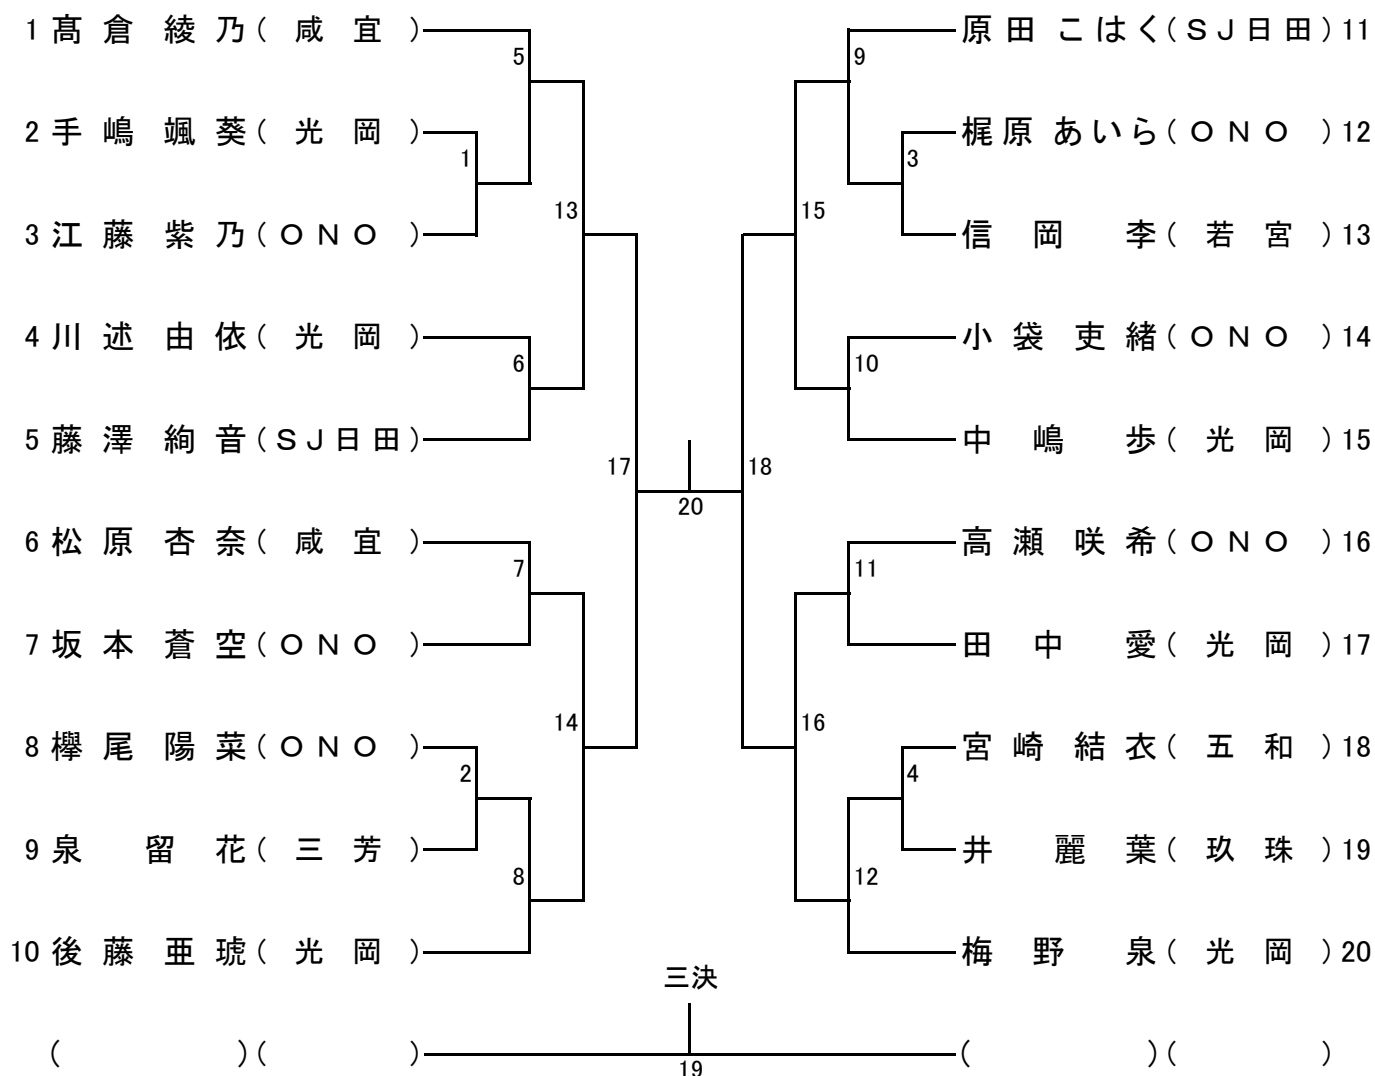 1 髙倉綾乃(咸宜) 原田こはく(SJ日田) 11
5 9
2 手嶋颯葵(光岡) 梶原あいら(ONO) 12
1 3
13 15
3 江藤紫乃(ONO) 信岡李(若宮) 13
4 川述由依(光岡) 小袋吏緒(ONO) 14
6 10
5 藤澤絢音(SJ日田) 中嶋歩(光岡) 15
17 18
20
6 松原杏奈(咸宜) 高瀬咲希(ONO) 16
7 11
7 坂本蒼空(ONO) 田中愛(光岡) 17
14 16
8 欅尾陽菜(ONO) 宮崎結衣(五和) 18
2 4
9 泉留花(三芳) 井麗葉(玖珠) 19
8 12
10 後藤亜琥(光岡) 梅野泉(光岡) 20
三決
( )( ) ( )( )
19